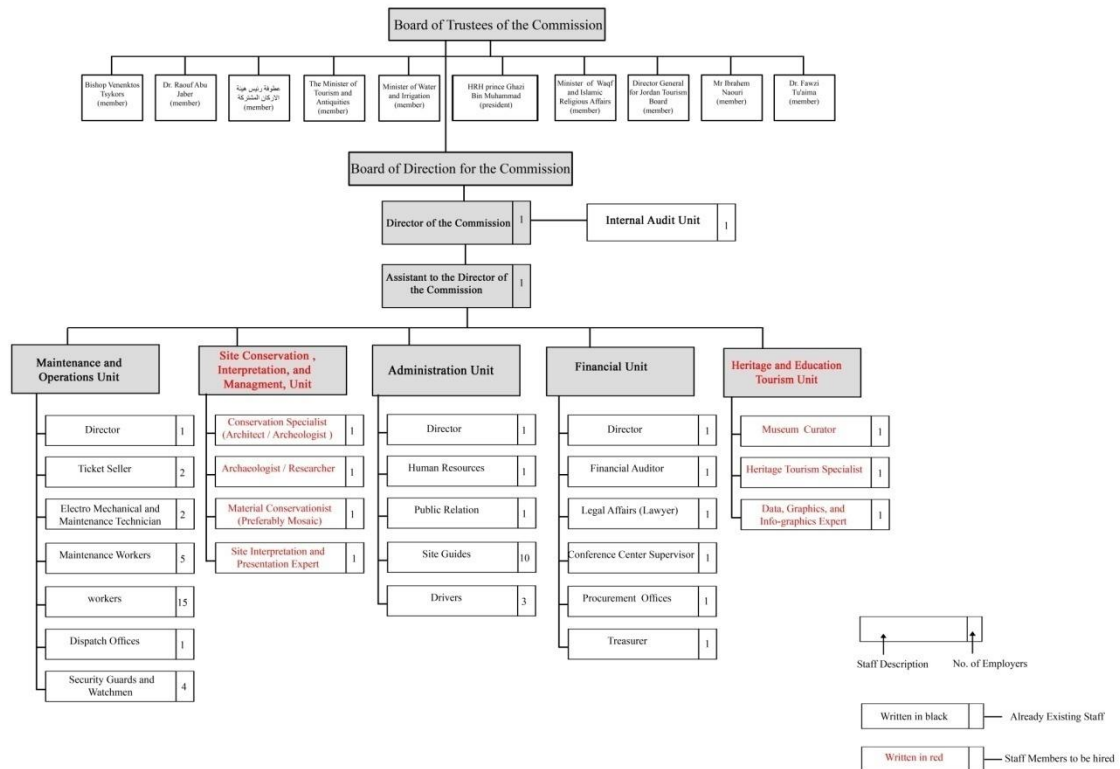 Board of Trustees of the Commission
Bishop Venenktos
Tsykors
(member)
Dr. Raouf Abu
Jaber
(member)
عطوفة رئيس هيئة
الاركان المشتركة
(member)
The Minister of
Tourism and
Antiquities
(member)
Minister of Water
and Irrigation
(member)
HRH prince Ghazi
Bin Muhammad
(president)
Minister of Waqf
and Islamic
Religious Affairs
(member)
Director General
for Jordan Tourism
Board
(member)
Mr Ibrahem
Naouri
(member)
Dr. Fawzi
Tu'aima
(member)
Board of Direction for the Commission
Director of the Commission
1
Internal Audit Unit
1
Assistant to the Director of
the Commission
1
Maintenance and
Operations Unit
Director 1
Ticket Seller 2
Electro Mechanical and
Maintenance Technician
2
Maintenance Workers 5
workers 15
Dispatch Offices 1
Security Guards and
Watchmen
4
Site Conservation ,
Interpretation, and
Managment, Unit
Conservation Specialist
(Architect / Archeologist )
1
Archaeologist / Researcher 1
Material Conservationist
(Preferably Mosaic)
1
Site Interpretation and
Presentation Expert
1
Administration Unit
Director 1
Human Resources 1
Public Relation 1
Site Guides 10
Drivers 3
Financial Unit
Director 1
Financial Auditor 1
Legal Affairs (Lawyer) 1
Conference Center Supervisor 1
Procurement Offices 1
Treasurer 1
Heritage and Education
Tourism Unit
Museum Curator 1
Heritage Tourism Specialist 1
Data, Graphics, and
Info-graphics Expert
1
Staff Description
No. of Employers
Written in black
Already Existing Staff
Written in red
Staff Members to be hired